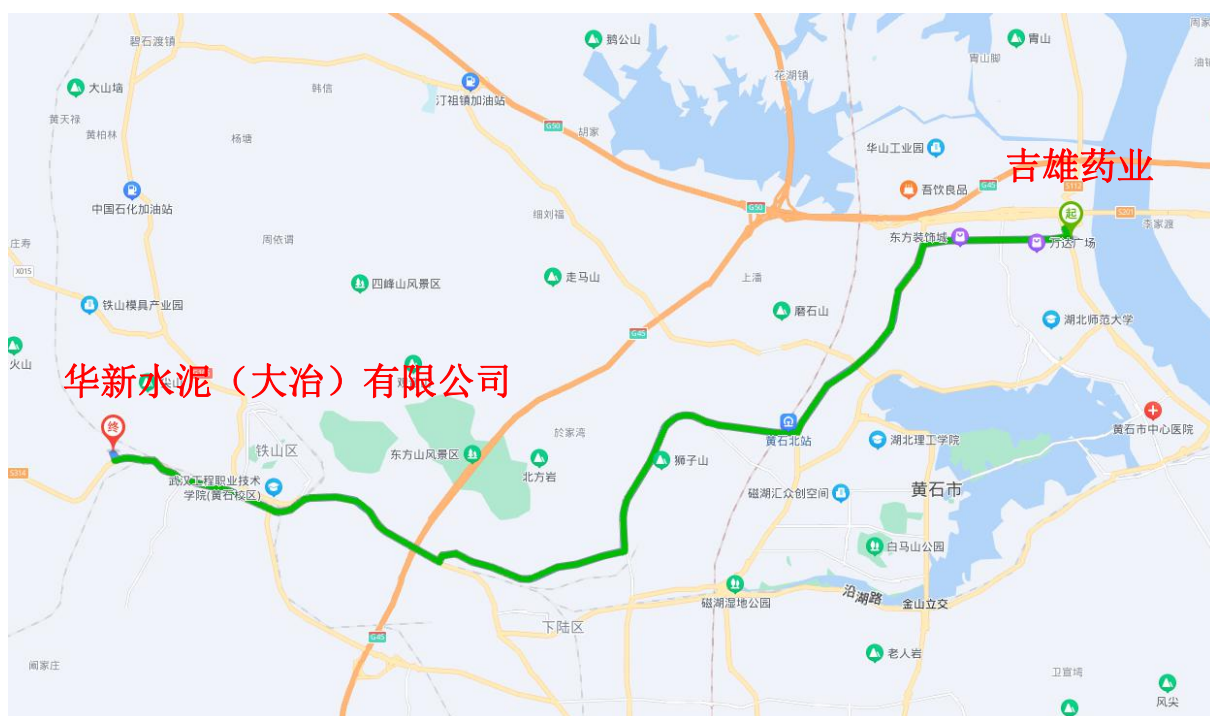 周家
碧石渡镇
鹅公山
胄山
胄山脚
花湖镇
大山墙
韩信
汀祖镇加油站
黄天禄
黄柏林
杨塘
G50
胡家
华山工业园
吾饮良品
G45
吉雄药业
S112
中国石化加油站
细刘福
G50
起
S201
李家渡
庄寿
周依谓
东方装饰城
万达广场
X015
四峰山风景区
走马山
上潘
铁山模具产业园
磨石山
湖北师范大学
G45
火山
尖山
华新水泥（大冶）有限公司
终
铁山区
东方山风景区
於家湾
黄石北站
湖北理工学院
黄石市中心医院
S314
武汉工程职业技术
学院(黄石校区)
北方岩
狮子山
磁湖汇众创空间
黄石市
白马山公园
磁湖湿地公园
沿湖路
金山立交
下陆区
G45
阚家庄
老人岩
卫宣塆
风尖